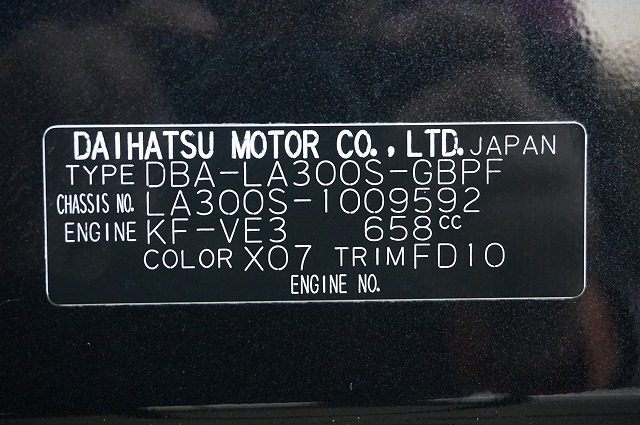 DAIHATSU MOTOR CO., LTD. JAPAN
TYPE DBA-LA300S-GBPF
CHASSIS NO. LA300S-1009592
ENGINE KF-VE3 658cc
COLOR X07 TRIM FD10
ENGINE NO.